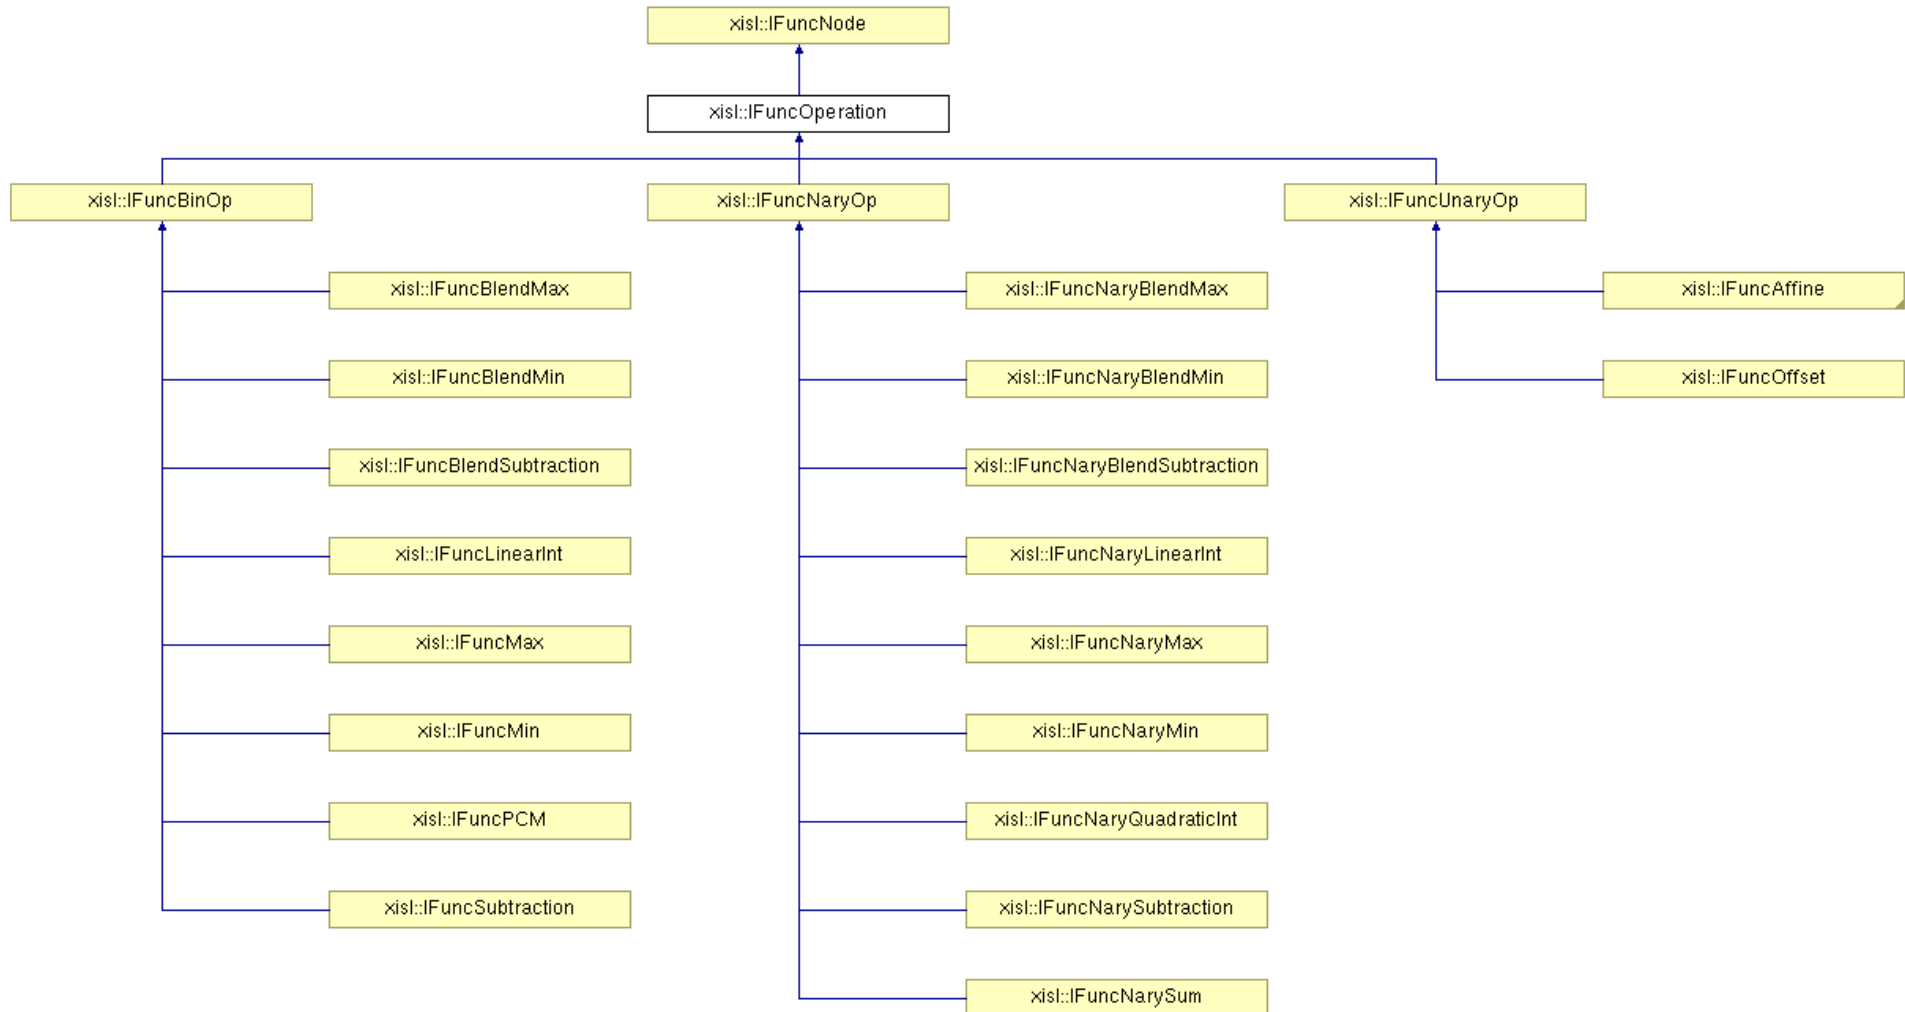 xisl::IFuncNode
xisl::IFuncOperation
xisl::IFuncBinOp
xisl::IFuncNaryOp
xisl::IFuncUnaryOp
xisl::IFuncBlendMax
xisl::IFuncNaryBlendMax
xisl::IFuncAffine
xisl::IFuncBlendMin
xisl::IFuncNaryBlendMin
xisl::IFuncOffset
xisl::IFuncBlendSubtraction
xisl::IFuncNaryBlendSubtraction
xisl::IFuncLinearInt
xisl::IFuncNaryLinearInt
xisl::IFuncMax
xisl::IFuncNaryMax
xisl::IFuncMin
xisl::IFuncNaryMin
xisl::IFuncPCM
xisl::IFuncNaryQuadraticInt
xisl::IFuncSubtraction
xisl::IFuncNarySubtraction
xisl::IFuncNarySum